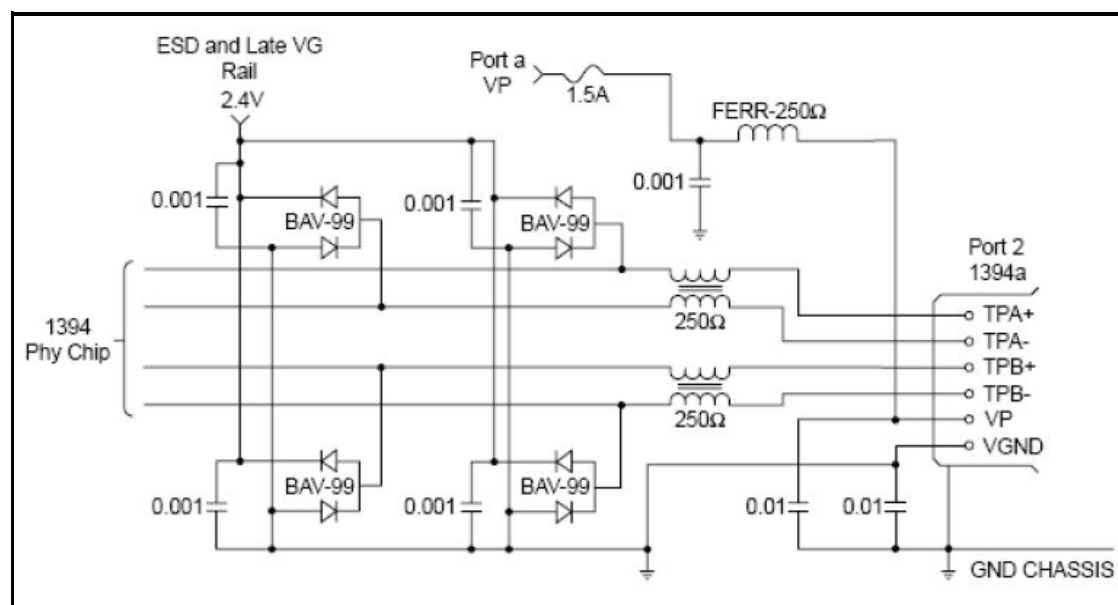 ESD and Late VG
Rail
2.4V
Port a
VP
1.5A
FERR-250Ω
0.001
BAV-99
0.001
BAV-99
0.001
Port 2
1394a
1394
Phy Chip
250Ω
250Ω
TPA+
TPA-
TPB+
TPB-
VP
VGND
0.001
BAV-99
0.001
BAV-99
0.01
0.01
GND CHASSIS